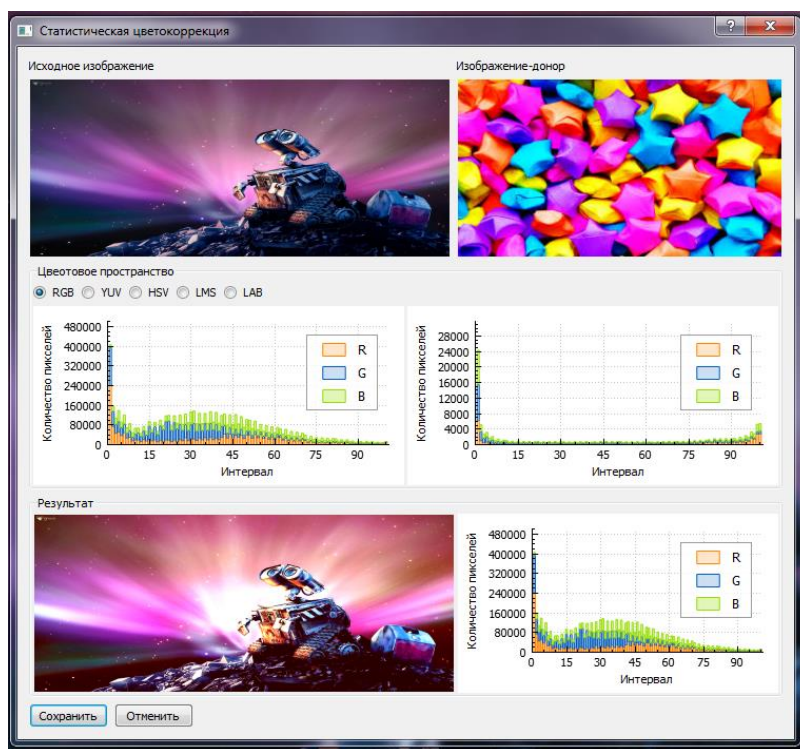 Статистическая цветокоррекция
Исходное изображение
Изображение-донор
Цвеотовое пространство
RGB YUV HSV LMS LAB
Количество пикселей
480000
400000
320000
240000
160000
80000
0
0 15 30 45 60 75 90
Интервал
R
G
B
Количество пикселей
28000
24000
20000
16000
12000
8000
4000
0
0 15 30 45 60 75 90
Интервал
R
G
B
Результат
Количество пикселей
480000
400000
320000
240000
160000
80000
0
0 15 30 45 60 75 90
Интервал
R
G
B
Сохранить Отменить